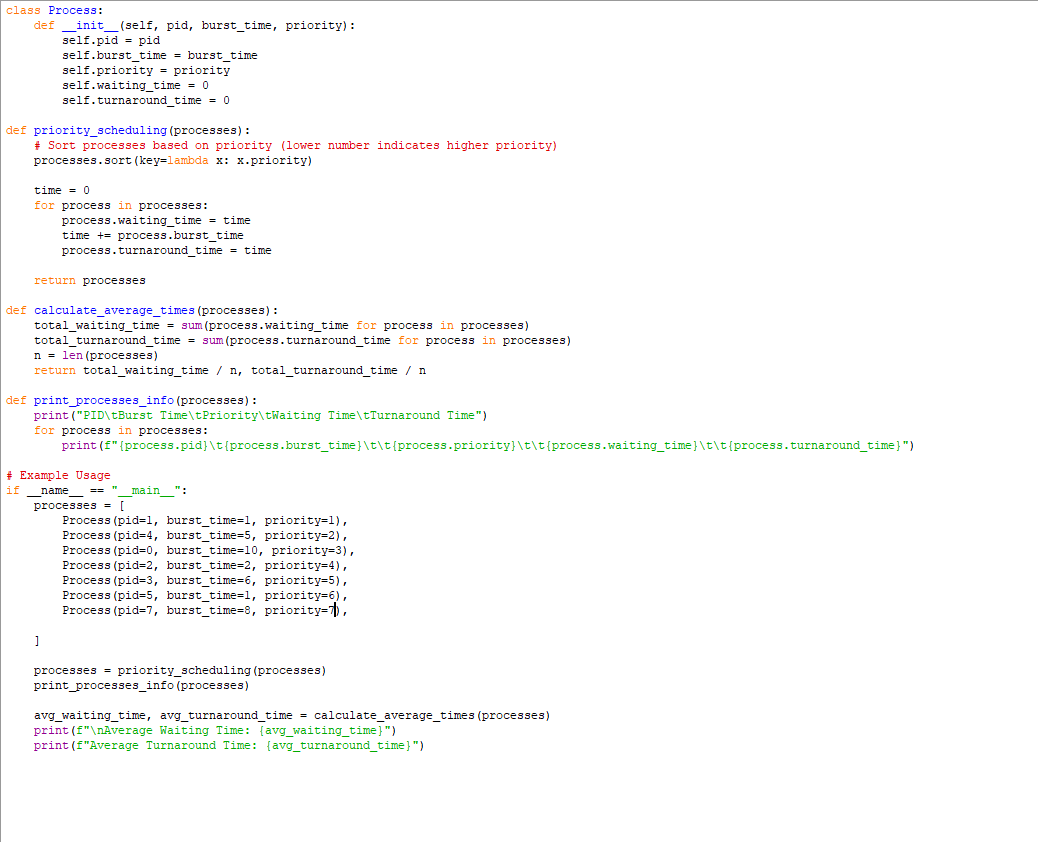 class Process:
    def __init__(self, pid, burst_time, priority):
        self.pid = pid
        self.burst_time = burst_time
        self.priority = priority
        self.waiting_time = 0
        self.turnaround_time = 0

def priority_scheduling(processes):
    # Sort processes based on priority (lower number indicates higher priority)
    processes.sort(key=lambda x: x.priority)

    time = 0
    for process in processes:
        process.waiting_time = time
        time += process.burst_time
        process.turnaround_time = time

    return processes

def calculate_average_times(processes):
    total_waiting_time = sum(process.waiting_time for process in processes)
    total_turnaround_time = sum(process.turnaround_time for process in processes)
    n = len(processes)
    return total_waiting_time / n, total_turnaround_time / n

def print_processes_info(processes):
    print("PID\tBurst Time\tPriority\tWaiting Time\tTurnaround Time")
    for process in processes:
        print(f"{process.pid}\t{process.burst_time}\t\t{process.priority}\t\t{process.waiting_time}\t\t{process.turnaround_time}")

# Example Usage
if __name__ == "__main__":
    processes = [
        Process(pid=1, burst_time=1, priority=1),
        Process(pid=4, burst_time=5, priority=2),
        Process(pid=0, burst_time=10, priority=3),
        Process(pid=2, burst_time=2, priority=4),
        Process(pid=3, burst_time=6, priority=5),
        Process(pid=5, burst_time=1, priority=6),
        Process(pid=7, burst_time=8, priority=7),

    ]

    processes = priority_scheduling(processes)
    print_processes_info(processes)

    avg_waiting_time, avg_turnaround_time = calculate_average_times(processes)
    print(f"\nAverage Waiting Time: {avg_waiting_time}")
    print(f"Average Turnaround Time: {avg_turnaround_time}")